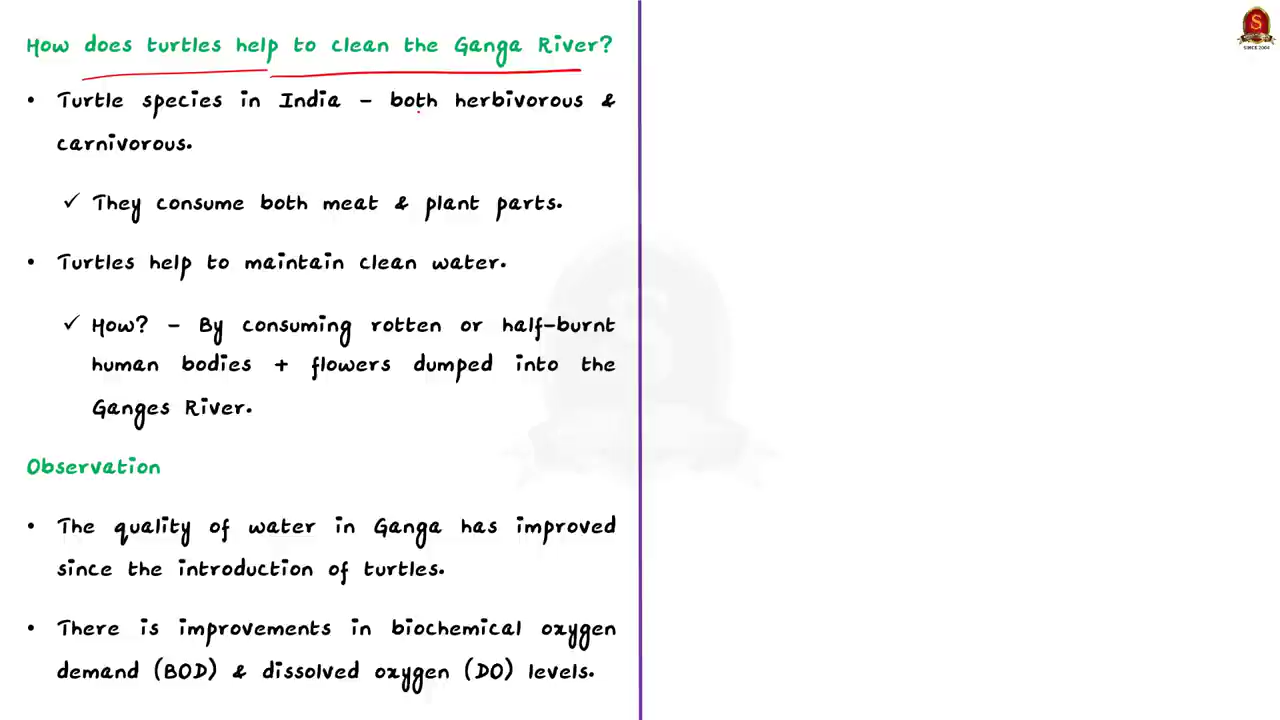 How does turtles help to clean the Ganga River?
• Turtle species in India - both herbivorous &
carnivorous.
✓ They consume both meat & plant parts.
• Turtles help to maintain clean water.
✓ How? - By consuming rotten or half-burnt
human bodies + flowers dumped into the
Ganges River.
Observation
• The quality of water in Ganga has improved
since the introduction of turtles.
• There is improvements in biochemical oxygen
demand (BOD) & dissolved oxygen (DO) levels.
S
SINCE 2004
S